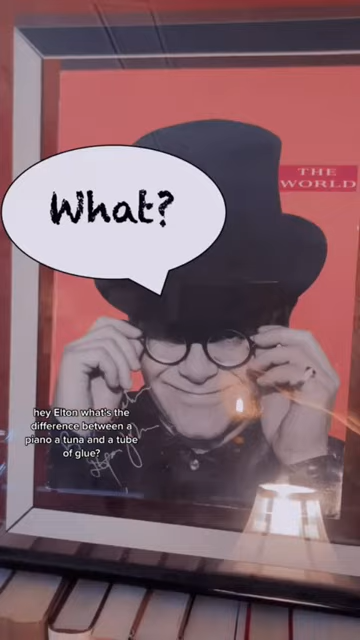 What?
THE
WORLD
hey Elton what's the
difference between a
piano a tuna and a tube
of glue?